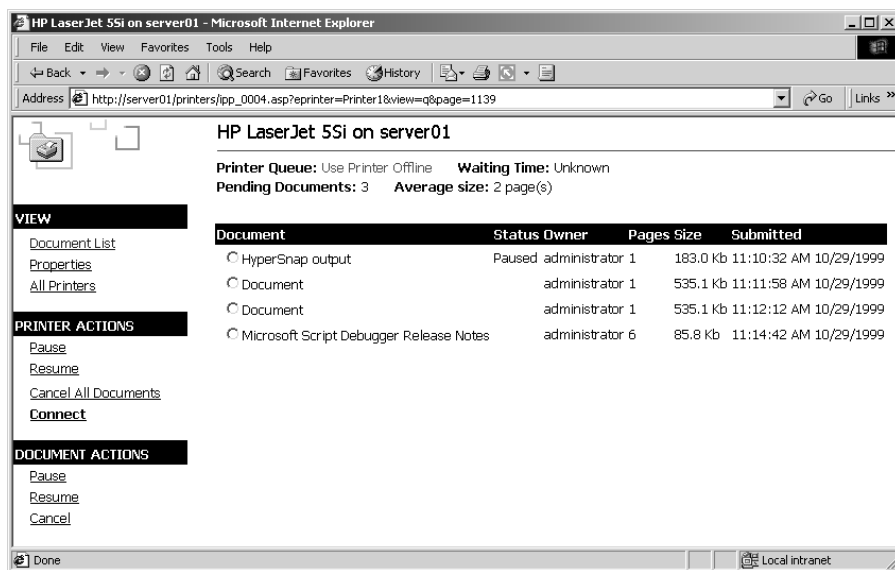 HP LaserJet 5Si on server01 - Microsoft Internet Explorer
File Edit View Favorites Tools Help
Back Search Favorites History
Address http://server01/printers/ipp_0004.asp?eprinter=Printer1&view=q&page=1139 Go Links »
HP LaserJet 5Si on server01
Printer Queue: Use Printer Offline Waiting Time: Unknown
Pending Documents: 3 Average size: 2 page(s)
VIEW
Document List
Properties
All Printers
PRINTER ACTIONS
Pause
Resume
Cancel All Documents
Connect
DOCUMENT ACTIONS
Pause
Resume
Cancel
Document Status Owner Pages Size Submitted
HyperSnap output Paused administrator 1 183.0 Kb 11:10:32 AM 10/29/1999
Document administrator 1 535.1 Kb 11:11:58 AM 10/29/1999
Document administrator 1 535.1 Kb 11:12:12 AM 10/29/1999
Microsoft Script Debugger Release Notes administrator 6 85.8 Kb 11:14:42 AM 10/29/1999
Done Local intranet